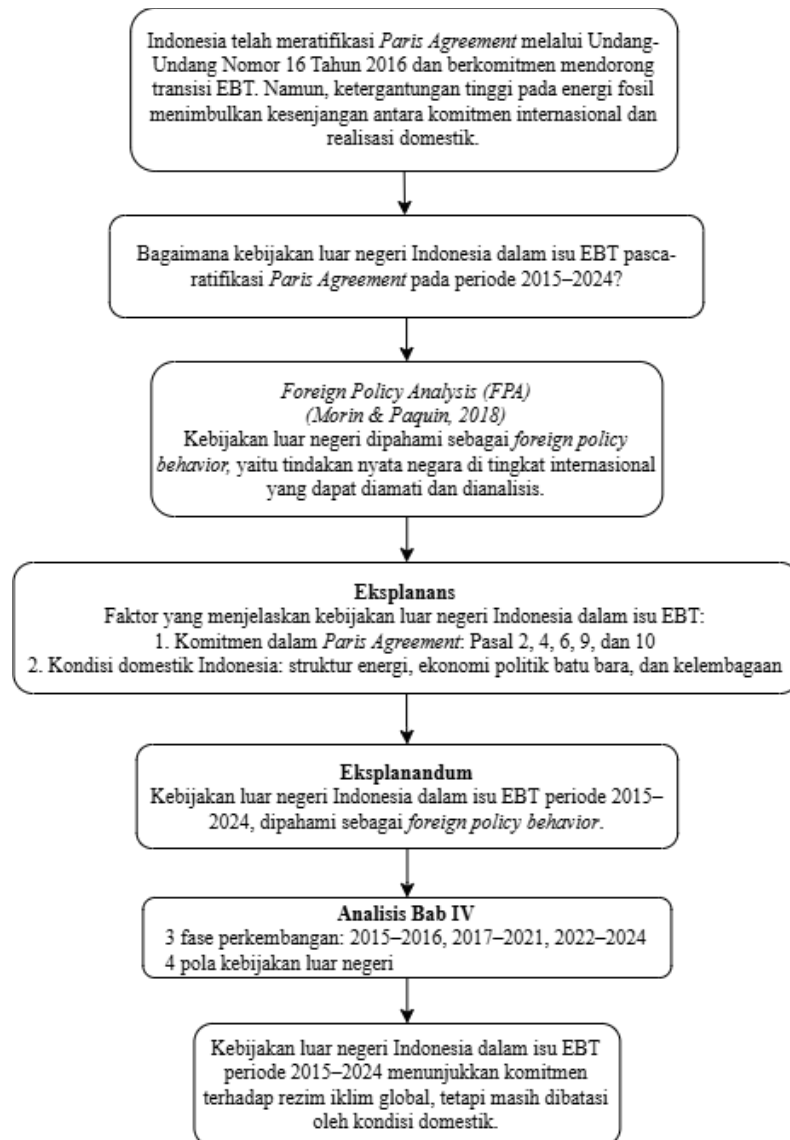 Indonesia telah meratifikasi Paris Agreement melalui Undang-
Undang Nomor 16 Tahun 2016 dan berkomitmen mendorong
transisi EBT. Namun, ketergantungan tinggi pada energi fosil
menimbulkan kesenjangan antara komitmen internasional dan
realisasi domestik.
Bagaimana kebijakan luar negeri Indonesia dalam isu EBT pasca-
ratifikasi Paris Agreement pada periode 2015–2024?
Foreign Policy Analysis (FPA)
(Morin & Paquin, 2018)
Kebijakan luar negeri dipahami sebagai foreign policy
behavior, yaitu tindakan nyata negara di tingkat internasional
yang dapat diamati dan dianalisis.
Eksplanans
Faktor yang menjelaskan kebijakan luar negeri Indonesia dalam isu EBT:
1. Komitmen dalam Paris Agreement: Pasal 2, 4, 6, 9, dan 10
2. Kondisi domestik Indonesia: struktur energi, ekonomi politik batu bara, dan kelembagaan
Eksplanandum
Kebijakan luar negeri Indonesia dalam isu EBT periode 2015–
2024, dipahami sebagai foreign policy behavior.
Analisis Bab IV
3 fase perkembangan: 2015–2016, 2017–2021, 2022–2024
4 pola kebijakan luar negeri
Kebijakan luar negeri Indonesia dalam isu EBT
periode 2015–2024 menunjukkan komitmen
terhadap rezim iklim global, tetapi masih dibatasi
oleh kondisi domestik.